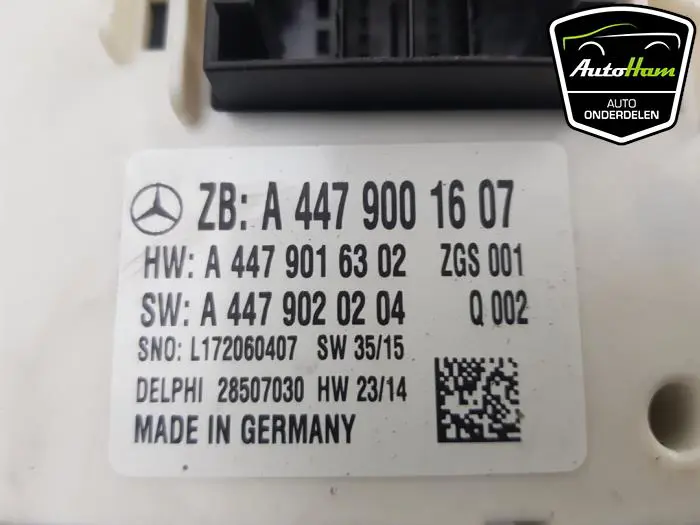 AutoHam
AUTO
ONDERDELEN
ZB: A 447 900 16 07
HW: A 447 901 63 02 ZGS 001
SW: A 447 902 02 04 Q 002
SNO: L172060407 SW 35/15
DELPHI 28507030 HW 23/14
MADE IN GERMANY